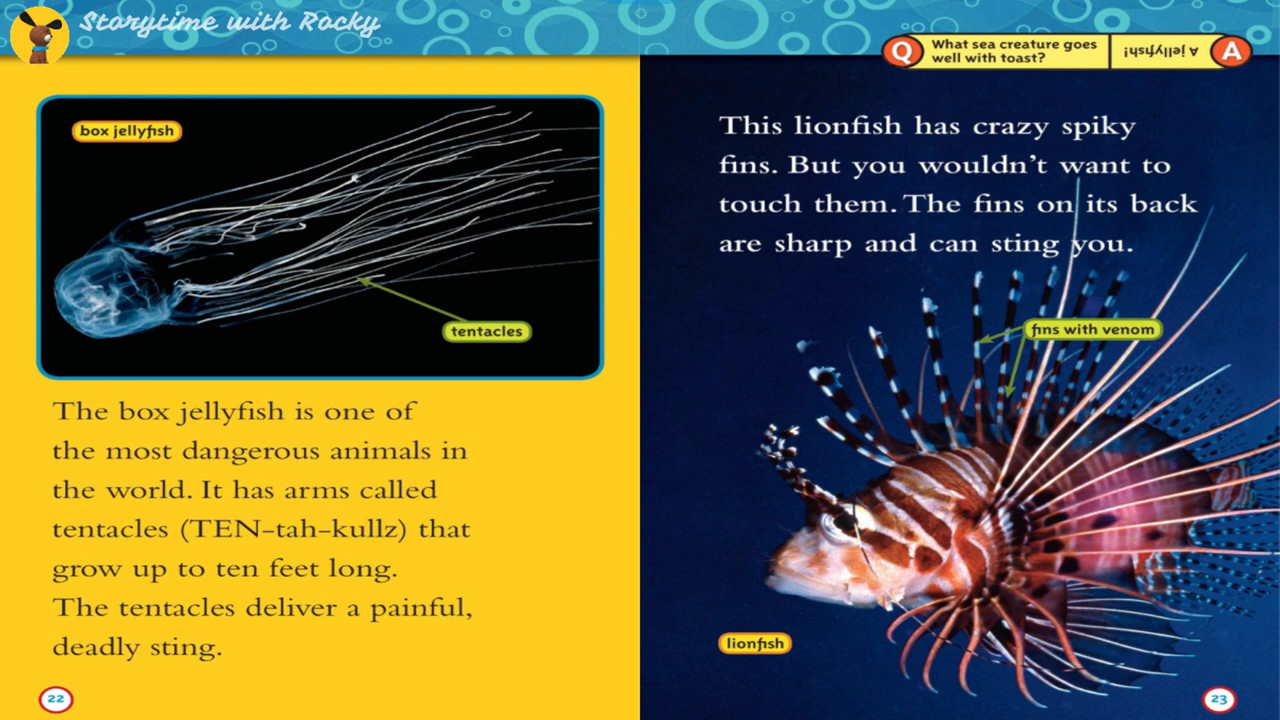 Storytime with Rocky
box jellyfish
tentacles
The box jellyfish is one of
the most dangerous animals in
the world. It has arms called
tentacles (TEN-tah-kullz) that
grow up to ten feet long.
The tentacles deliver a painful,
deadly sting.
22
Q
What sea creature goes
well with toast?
A jellyfish!
A
This lionfish has crazy spiky
fins. But you wouldn’t want to
touch them. The fins on its back
are sharp and can sting you.
fins with venom
lionfish
23